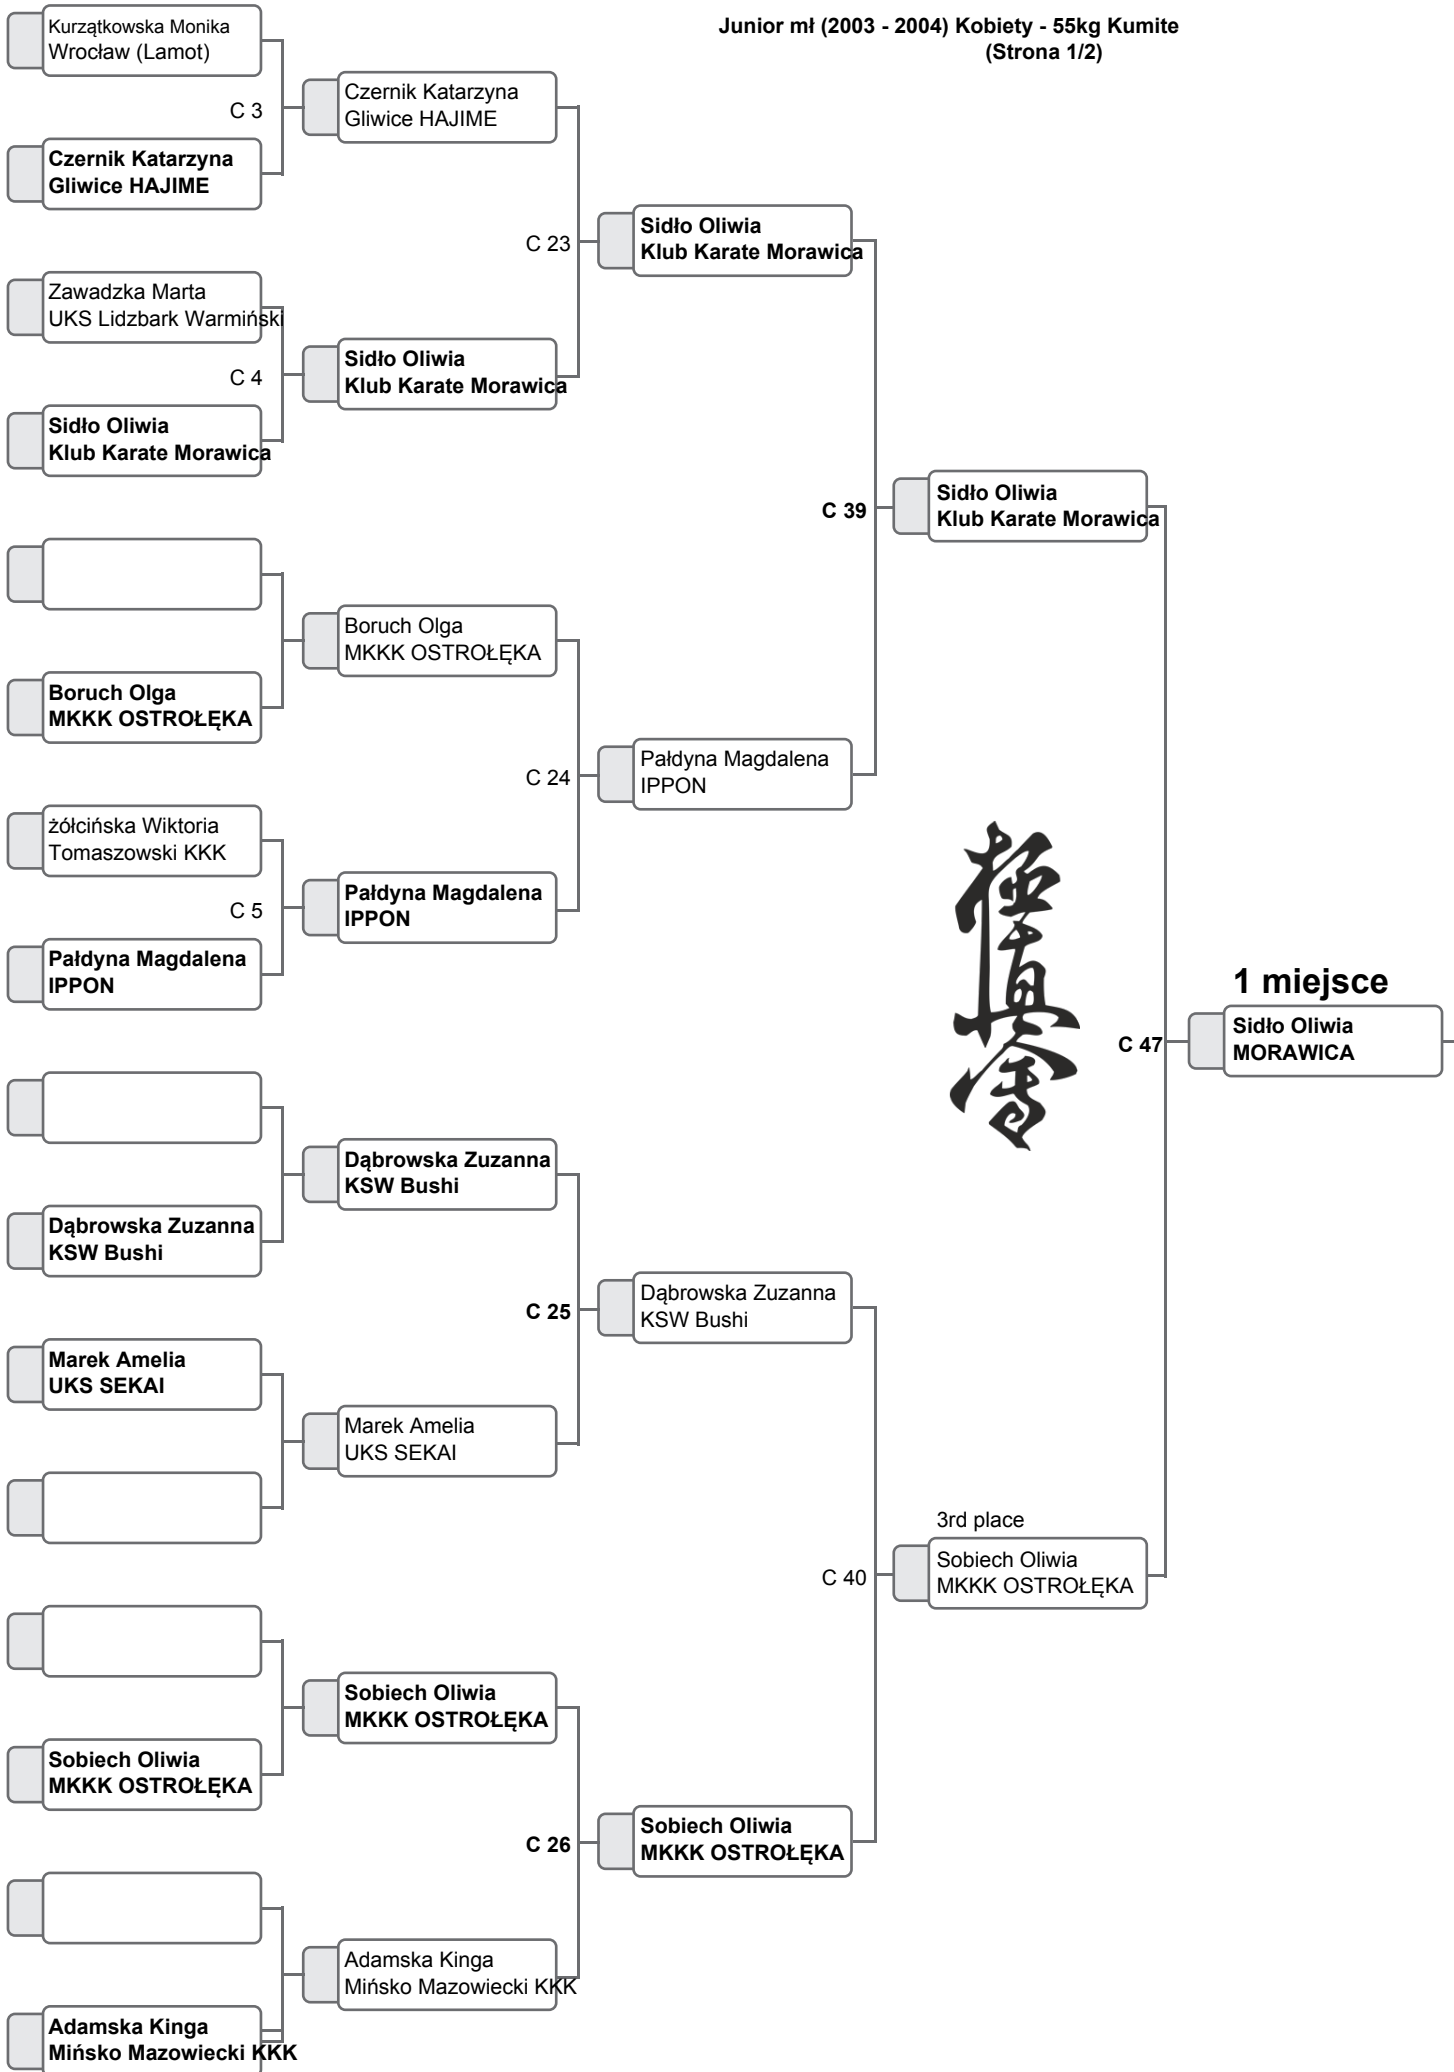 Junior mł (2003 - 2004) Kobiety - 55kg Kumite
(Strona 1/2)
Kurzątkowska Monika
Wrocław (Lamot)
C 3
Czernik Katarzyna
Gliwice HAJIME
Zawadzka Marta
UKS Lidzbark Warmiński
C 4
Sidło Oliwia
Klub Karate Morawica
Boruch Olga
MKKK OSTROŁĘKA
żółcińska Wiktoria
Tomaszowski KKK
C 5
Pałdyna Magdalena
IPPON
Dąbrowska Zuzanna
KSW Bushi
Marek Amelia
UKS SEKAI
Sobiech Oliwia
MKKK OSTROŁĘKA
Adamska Kinga
Mińsko Mazowiecki KKK
Czernik Katarzyna
Gliwice HAJIME
C 23
Sidło Oliwia
Klub Karate Morawica
Boruch Olga
MKKK OSTROŁĘKA
C 24
Pałdyna Magdalena
IPPON
Dąbrowska Zuzanna
KSW Bushi
C 25
Marek Amelia
UKS SEKAI
Sobiech Oliwia
MKKK OSTROŁĘKA
C 26
Adamska Kinga
Mińsko Mazowiecki KKK
Sidło Oliwia
Klub Karate Morawica
C 39
Pałdyna Magdalena
IPPON
Dąbrowska Zuzanna
KSW Bushi
C 40
Sobiech Oliwia
MKKK OSTROŁĘKA
Sidło Oliwia
Klub Karate Morawica
極真会
C 47
3rd place
Sobiech Oliwia
MKKK OSTROŁĘKA
1 miejsce
Sidło Oliwia
MORAWICA